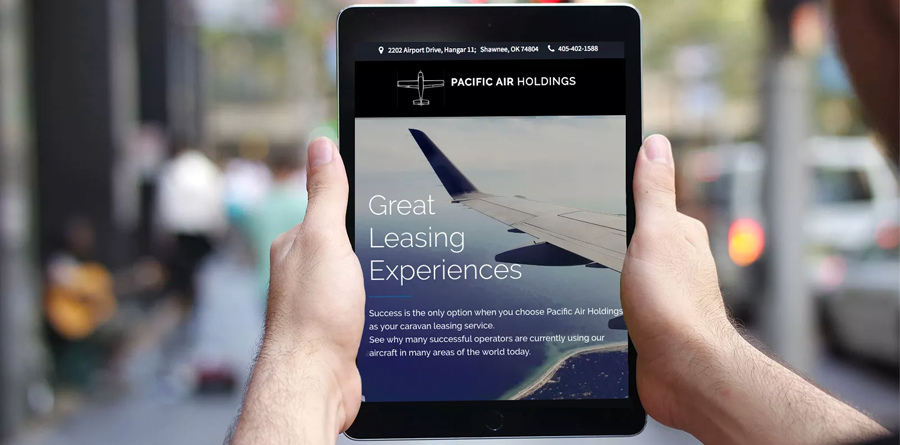 2202 Airport Drive, Hangar 11; Shawnee, OK 74804 405-402-1588
PACIFIC AIR HOLDINGS
Great
Leasing
Experiences
Success is the only option when you choose Pacific Air Holdings
as your caravan leasing service.
See why many successful operators are currently using our
aircraft in many areas of the world today.